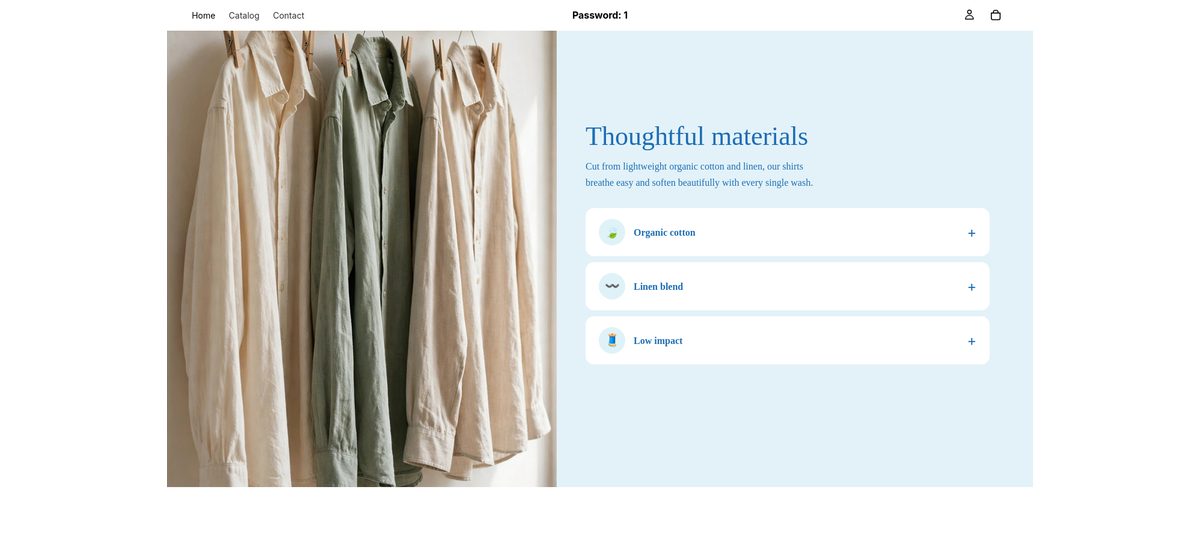 Home Catalog Contact Password: 1
Thoughtful materials
Cut from lightweight organic cotton and linen, our shirts
breathe easy and soften beautifully with every single wash.
Organic cotton +
Linen blend +
Low impact +